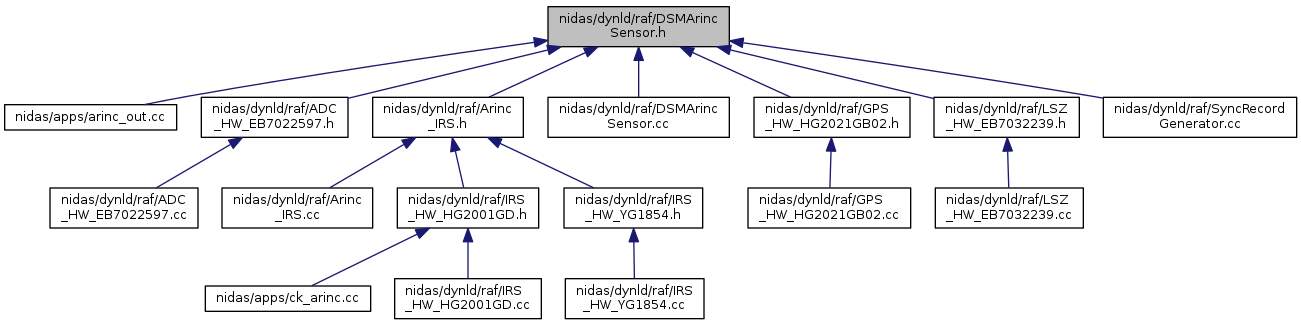 nidas/dynld/raf/DSMArinc
Sensor.h
nidas/apps/arinc_out.cc
nidas/dynld/raf/ADC
_HW_EB7022597.h
nidas/dynld/raf/Arinc
_IRS.h
nidas/dynld/raf/DSMArinc
Sensor.cc
nidas/dynld/raf/GPS
_HW_HG2021GB02.h
nidas/dynld/raf/LSZ
_HW_EB7032239.h
nidas/dynld/raf/SyncRecord
Generator.cc
nidas/dynld/raf/ADC
_HW_EB7022597.cc
nidas/dynld/raf/Arinc
_IRS.cc
nidas/dynld/raf/IRS
_HW_HG2001GD.h
nidas/dynld/raf/IRS
_HW_YG1854.h
nidas/dynld/raf/GPS
_HW_HG2021GB02.cc
nidas/dynld/raf/LSZ
_HW_EB7032239.cc
nidas/apps/ck_arinc.cc
nidas/dynld/raf/IRS
_HW_HG2001GD.cc
nidas/dynld/raf/IRS
_HW_YG1854.cc